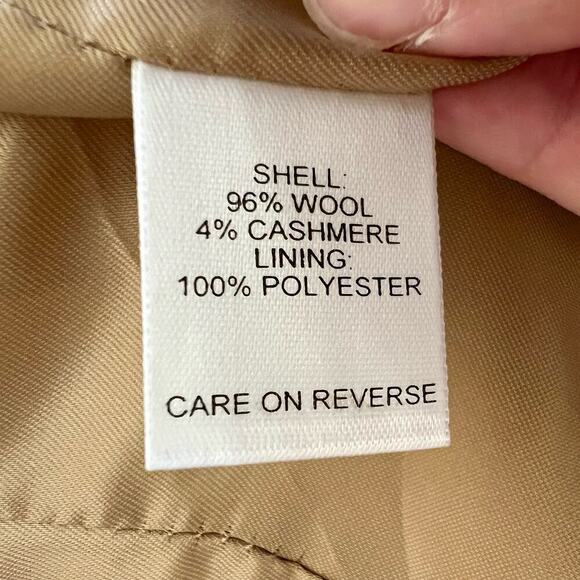 SHELL:
96% WOOL
4% CASHMERE
LINING:
100% POLYESTER
CARE ON REVERSE